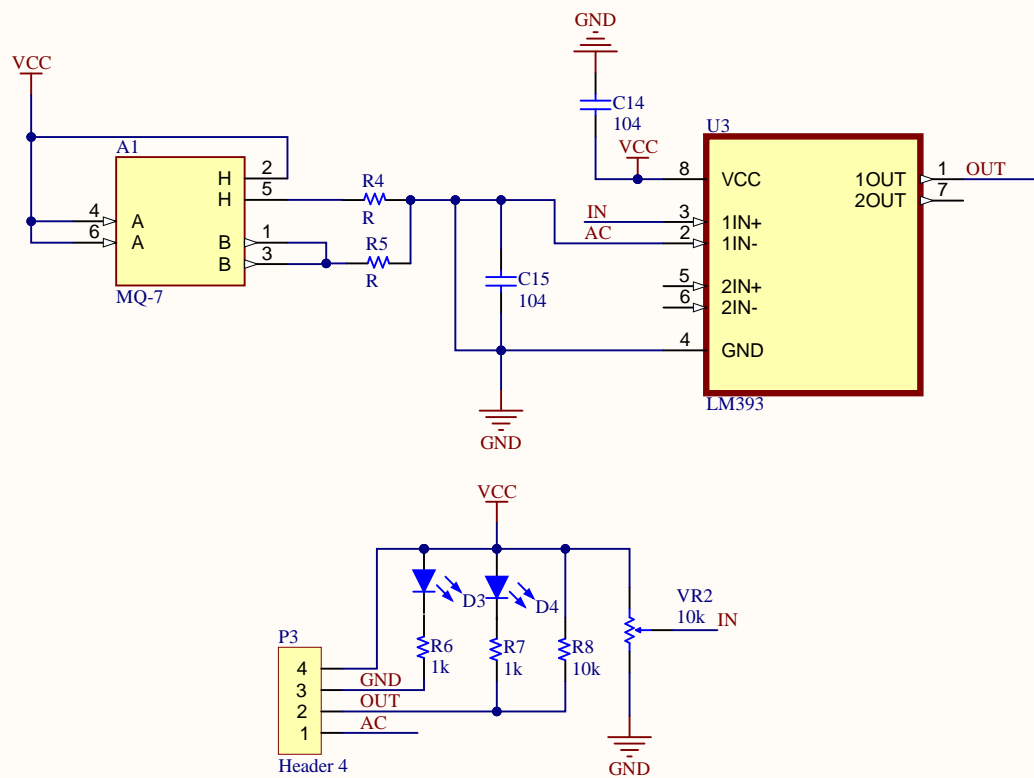 GND
VCC
C14
104
A1
VCC
U3
H 2
H 5
R4
R
4 A
6 A
B 1
B 3
R5
R
MQ-7
8 VCC
1OUT 1 OUT
2OUT 7
IN 3 1IN+
AC 2 1IN-
C15
104
5 2IN+
6 2IN-
4 GND
LM393
GND
VCC
D3
D4
VR2
10k
IN
P3
R6
1k
R7
1k
R8
10k
4
3 GND
2 OUT
1 AC
Header 4
GND